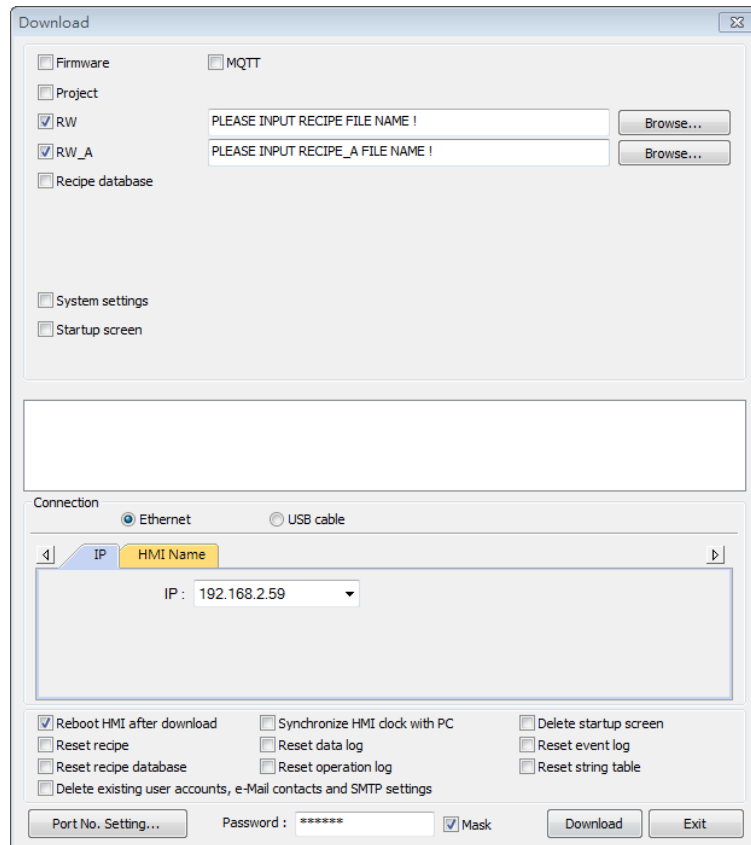 Download
Firmware MQTT
Project
RW PLEASE INPUT RECIPE FILE NAME ! Browse...
RW_A PLEASE INPUT RECIPE_A FILE NAME ! Browse...
Recipe database
System settings
Startup screen
Connection
Ethernet USB cable
IP HMI Name
IP : 192.168.2.59
Reboot HMI after download Synchronize HMI clock with PC Delete startup screen
Reset recipe Reset data log Reset event log
Reset recipe database Reset operation log Reset string table
Delete existing user accounts, e-Mail contacts and SMTP settings
Port No. Setting... Password : ****** Mask Download Exit